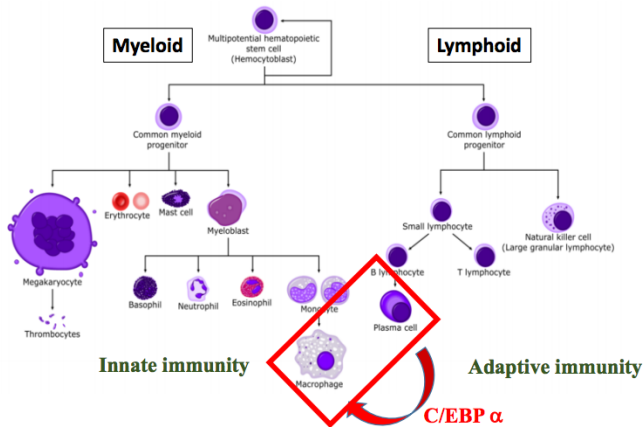 Myeloid
Multipotential hematopoietic
stem cell
(Hemocytoblast)
Lymphoid
Common myeloid
progenitor
Common lymphoid
progenitor
Erythrocyte
Mast cell
Myeloblast
Small lymphocyte
Natural killer cell
(Large granular lymphocyte)
Megakaryocyte
B lymphocyte
T lymphocyte
Basophil
Neutrophil
Eosinophil
Monocyte
Plasma cell
Thrombocytes
Innate immunity
Macrophage
Adaptive immunity
C/EBP α